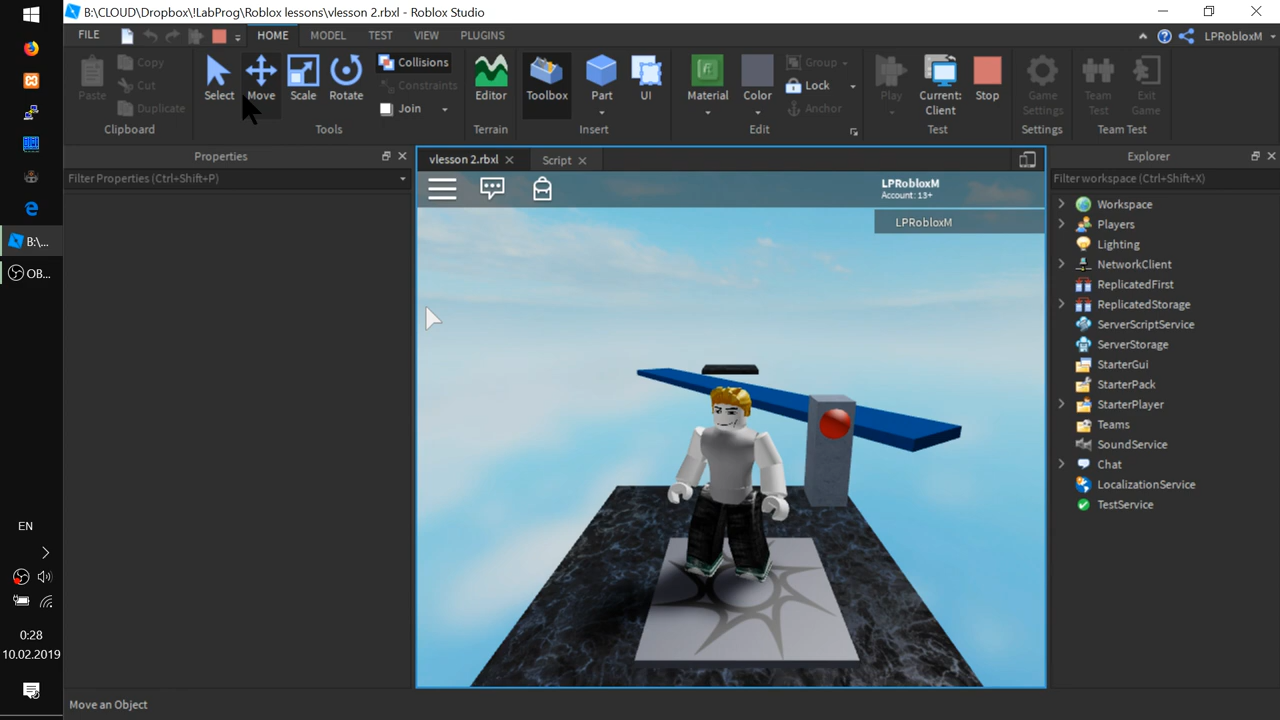 B:\CLOUD\Dropbox\!LabProg\Roblox lessons\vlesson 2.rbxl - Roblox Studio
FILE
HOME
MODEL
TEST
VIEW
PLUGINS
LPRobloxM
Paste
Copy
Cut
Duplicate
Clipboard
Select
Move
Scale
Rotate
Collisions
Constraints
Join
Tools
Editor
Terrain
Toolbox
Part
UI
Insert
Material
Color
Group
Lock
Anchor
Edit
Play
Current:
Client
Stop
Test
Game
Settings
Settings
Team
Test
Exit
Game
Team Test
Properties
Filter Properties (Ctrl+Shift+P)
vlesson 2.rbxl
Script
LPRobloxM
Account: 13+
LPRobloxM
Explorer
Filter workspace (Ctrl+Shift+X)
Workspace
Players
Lighting
NetworkClient
ReplicatedFirst
ReplicatedStorage
ServerScriptService
ServerStorage
StarterGui
StarterPack
StarterPlayer
Teams
SoundService
Chat
LocalizationService
TestService
B:\...
OB...
EN
0:28
10.02.2019
Move an Object